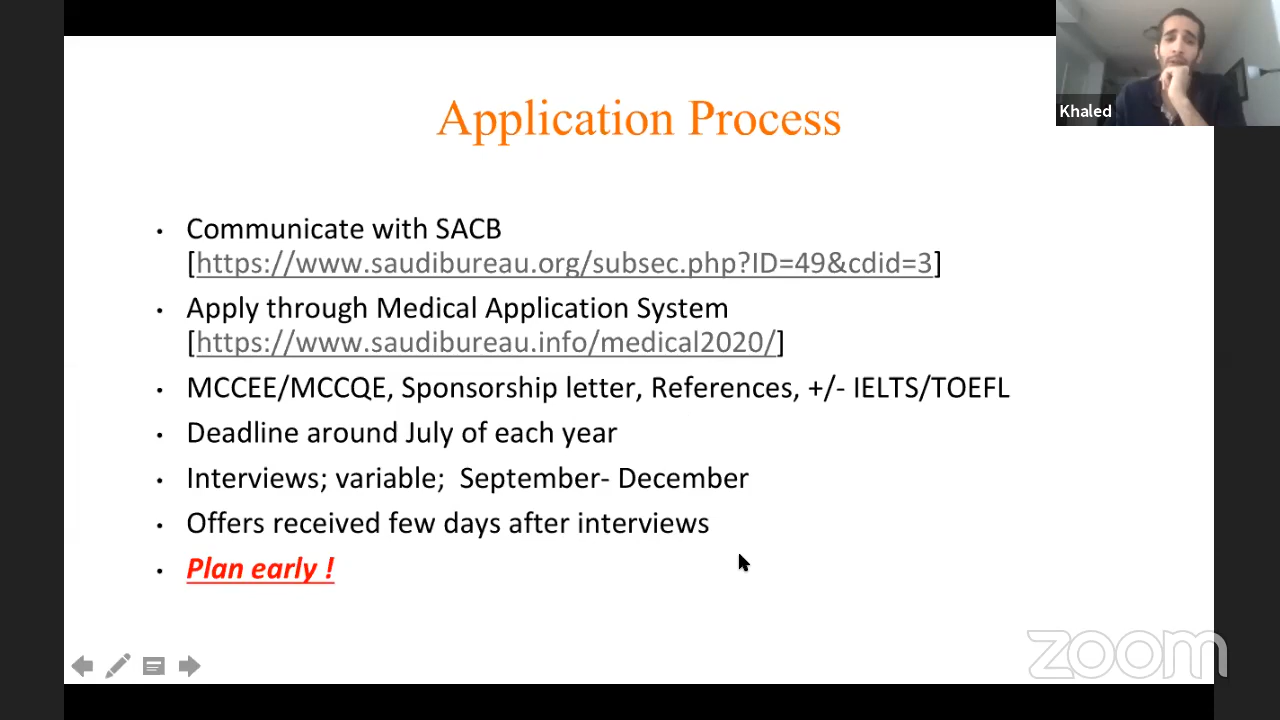 Khaled
Application Process
• Communicate with SACB
[https://www.saudibureau.org/subsec.php?ID=49&cdid=3]
• Apply through Medical Application System
[https://www.saudibureau.info/medical2020/]
• MCCEE/MCCQE, Sponsorship letter, References, +/- IELTS/TOEFL
• Deadline around July of each year
• Interviews; variable;  September- December
• Offers received few days after interviews
• Plan early !
zoom